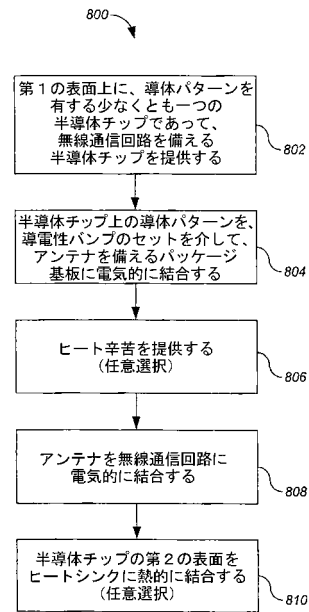 800
第1の表面上に、導体パターンを
有する少なくとも一つの
半導体チップであって、
無線通信回路を備える
半導体チップを提供する
802
半導体チップ上の導体パターンを、
導電性バンプのセットを介して、
アンテナを備えるパッケージ
基板に電気的に結合する
804
ヒート辛苦を提供する
(任意選択)
806
アンテナを無線通信回路に
電気的に結合する
808
半導体チップの第2の表面を
ヒートシンクに熱的に結合する
(任意選択)
810